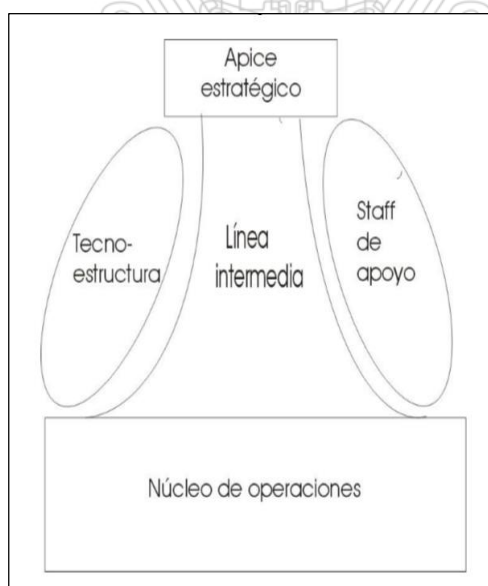 Apice
estratégico
Tecno-
estructura
Línea
intermedia
Staff
de
apoyo
Núcleo de operaciones